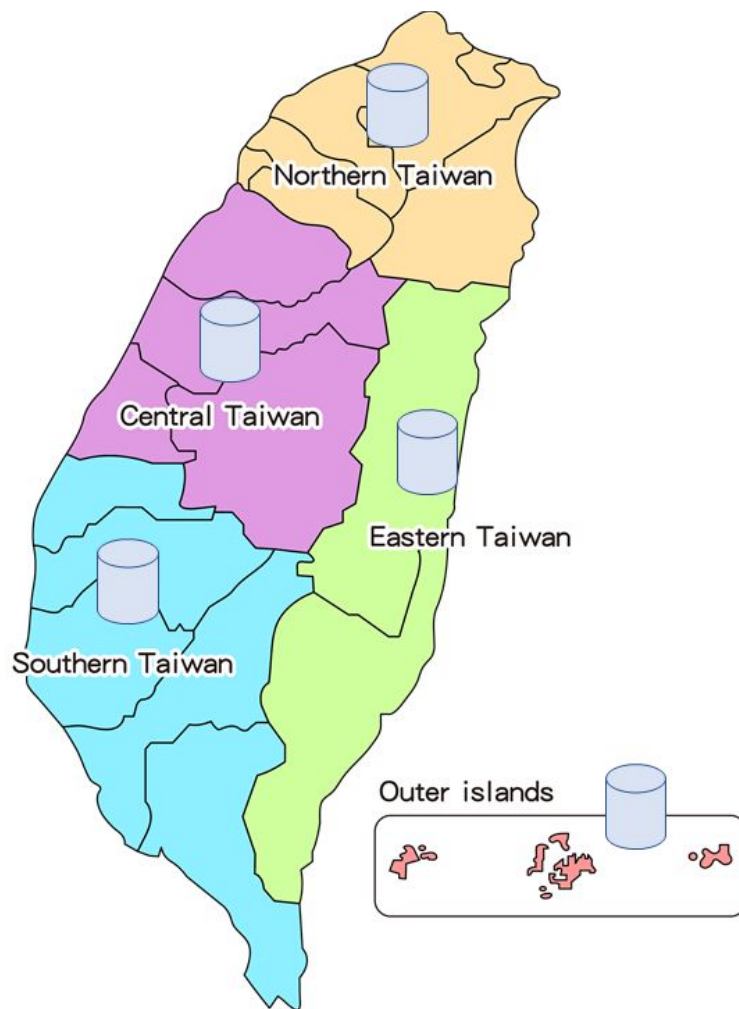 Northern Taiwan
Central Taiwan
Eastern Taiwan
Southern Taiwan
Outer islands